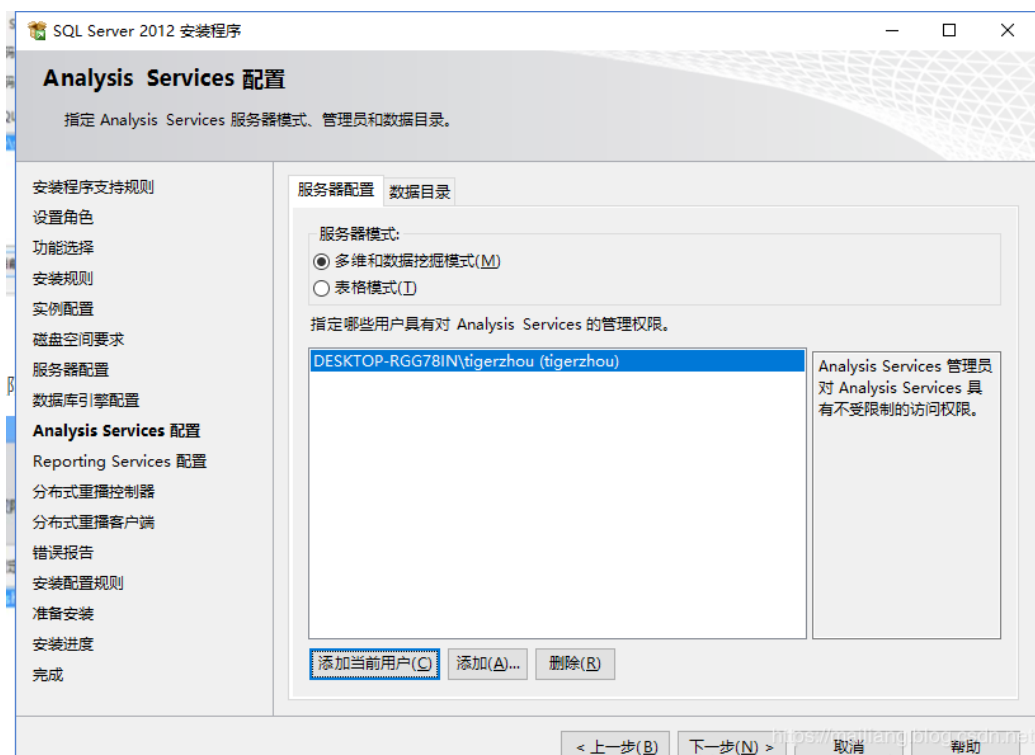 SQL Server 2012 安装程序
Analysis Services 配置
指定 Analysis Services 服务器模式、管理员和数据目录。
安装程序支持规则
设置角色
功能选择
安装规则
实例配置
磁盘空间要求
服务器配置
数据库引擎配置
Analysis Services 配置
Reporting Services 配置
分布式重播控制器
分布式重播客户端
错误报告
安装配置规则
准备安装
安装进度
完成
服务器配置 数据目录
服务器模式:
多维和数据挖掘模式(M)
表格模式(T)
指定哪些用户具有对 Analysis Services 的管理权限。
DESKTOP-RGG78IN\tigerzhou (tigerzhou)
Analysis Services 管理员
对 Analysis Services 具
有不受限制的访问权限。
添加当前用户(C) 添加(A)... 删除(R)
< 上一步(B) 下一步(N) > 取消 帮助